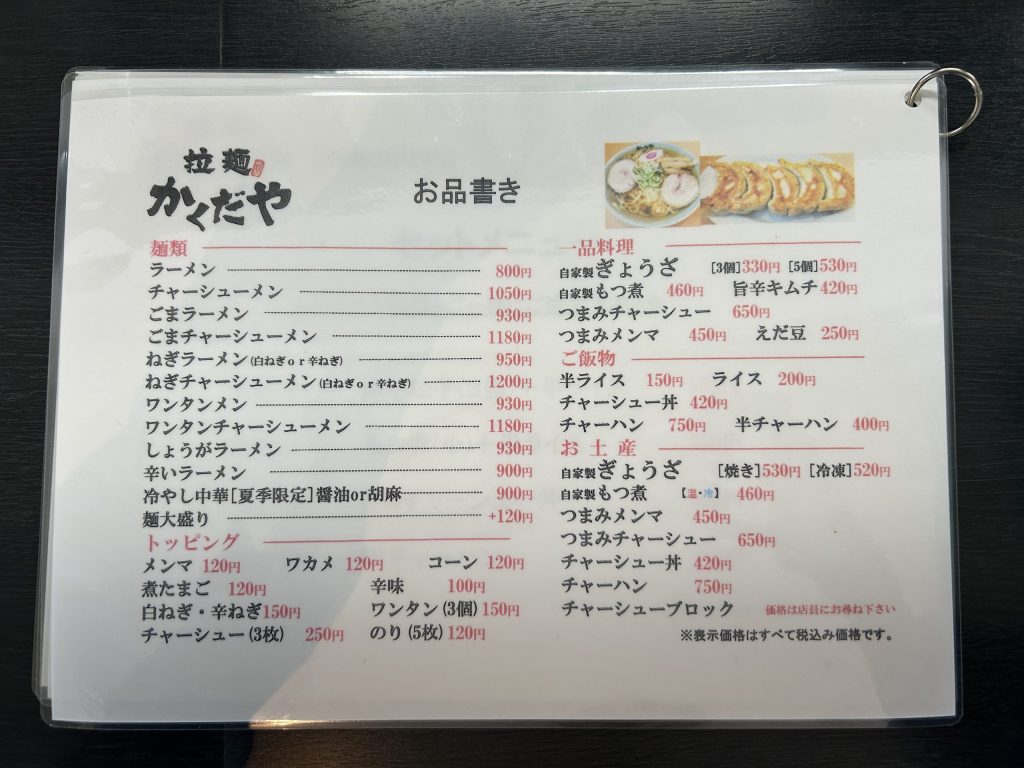 拉麺
かくだや
お品書き
麺類
ラーメン 800円
チャーシューメン 1050円
ごまラーメン 930円
ごまチャーシューメン 1180円
ねぎラーメン(白ねぎor辛ねぎ) 950円
ねぎチャーシューメン(白ねぎor辛ねぎ) 1200円
ワンタンメン 930円
ワンタンチャーシューメン 1180円
しょうがラーメン 930円
辛いラーメン 900円
冷やし中華[夏季限定]醤油or胡麻 900円
麺大盛り +120円
トッピング
メンマ 120円 ワカメ 120円 コーン 120円
煮たまご 120円 辛味 100円
白ねぎ・辛ねぎ150円 ワンタン(3個)150円
チャーシュー(3枚) 250円 のり(5枚)120円
一品料理
自家製ぎょうざ [3個]330円 [5個]530円
自家製もつ煮 460円 旨辛キムチ420円
つまみチャーシュー 650円
つまみメンマ 450円 えだ豆 250円
ご飯物
半ライス 150円 ライス 200円
チャーシュー丼 420円
チャーハン 750円 半チャーハン 400円
お土産
自家製ぎょうざ [焼き]530円 [冷凍]520円
自家製もつ煮 【温・冷】 460円
つまみメンマ 450円
つまみチャーシュー 650円
チャーシュー丼 420円
チャーハン 750円
チャーシューブロック 価格は店員にお尋ね下さい
※表示価格はすべて税込み価格です。